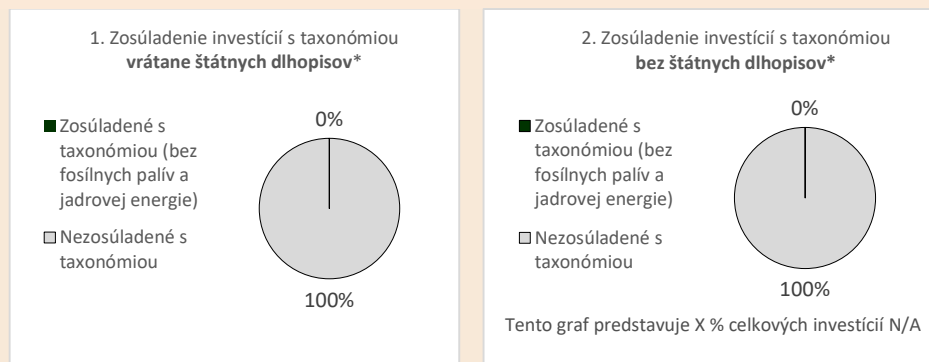 1. Zosúladenie investícií s taxonómiou
vrátane štátnych dlhopisov*
Zosúladené s
taxonómiou (bez
fosílnych palív a
jadrovej energie)
Nezosúladené s
taxonómiou
0%
100%
2. Zosúladenie investícií s taxonómiou
bez štátnych dlhopisov*
Zosúladené s
taxonómiou (bez
fosílnych palív a
jadrovej energie)
Nezosúladené s
taxonómiou
0%
100%
Tento graf predstavuje X % celkových investícií N/A